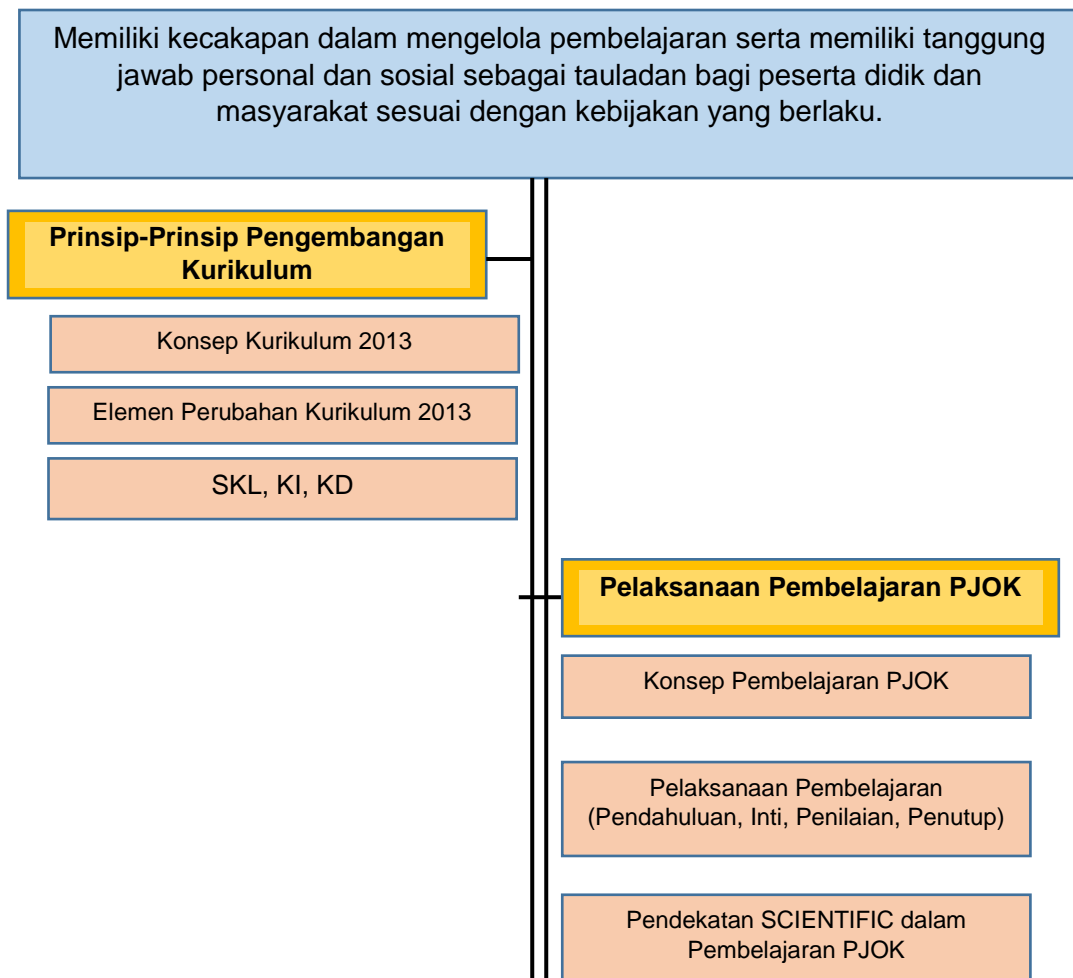 Memiliki kecakapan dalam mengelola pembelajaran serta memiliki tanggung
jawab personal dan sosial sebagai tauladan bagi peserta didik dan
masyarakat sesuai dengan kebijakan yang berlaku.
Prinsip-Prinsip Pengembangan
Kurikulum
Konsep Kurikulum 2013
Elemen Perubahan Kurikulum 2013
SKL, KI, KD
Pelaksanaan Pembelajaran PJOK
Konsep Pembelajaran PJOK
Pelaksanaan Pembelajaran
(Pendahuluan, Inti, Penilaian, Penutup)
Pendekatan SCIENTIFIC dalam
Pembelajaran PJOK